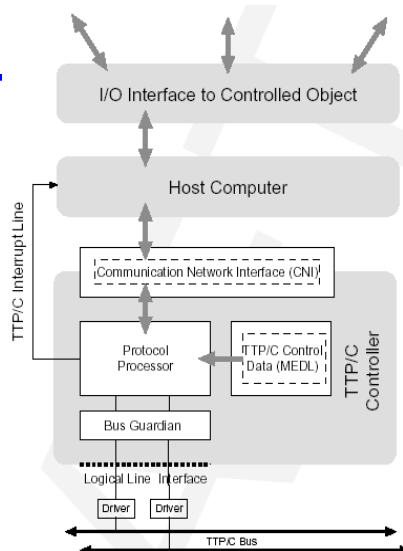 I/O Interface to Controlled Object
Host Computer
TTP/C Interrupt Line
Communication Network Interface (CNI)
Protocol
Processor
TTP/C Control
Data (MEDL)
TTP/C
Controller
Bus Guardian
Logical Line Interface
Driver
Driver
TTP/C Bus